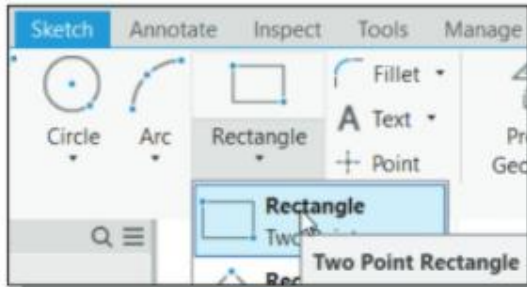 Sketch Annotate Inspect Tools Manage
Circle Arc Rectangle Fillet
A Text
Point
Rectangle
Two Point Rectangle